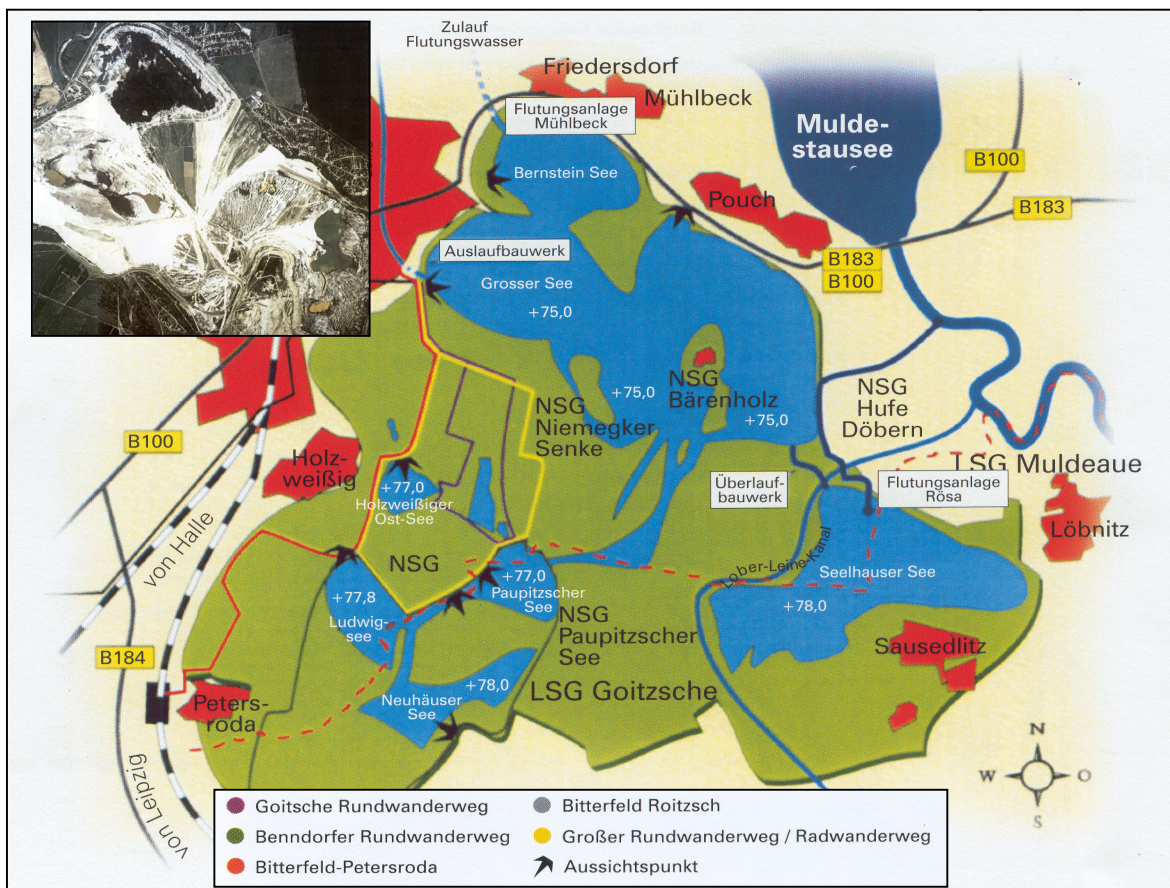 Zulauf
Flutungswasser
Friedersdorf
Mühlbeck
Flutungsanlage
Mühlbeck
Mulde-
stausee
B100
Bernstein See
Pouch
B183
Auslaufbauwerk
B183
B100
Grosser See
+75,0
+75,0
NSG
Bärenholz
+75,0
NSG
Niemegker
Senke
NSG
Hufe
Döbern
B100
Holz-
weißig
+77,0
Holzweißiger
Ost-See
Überlauf-
bauwerk
Flutungsanlage
Rösa
LSG Muldeaue
Löbnitz
von Halle
NSG
+77,0
Paupitzscher
See
Lober-Leine-Kanal
Seelhauser See
+78,0
+77,8
Ludwig-
see
NSG
Paupitzscher
See
Sausedlitz
B184
Peters-
roda
+78,0
Neuhäuser
See
LSG Goitzsche
von Leipzig
N
W
O
S
Goitsche Rundwanderweg
Bitterfeld Roitzsch
Benndorfer Rundwanderweg
Großer Rundwanderweg / Radwanderweg
Bitterfeld-Petersroda
Aussichtspunkt